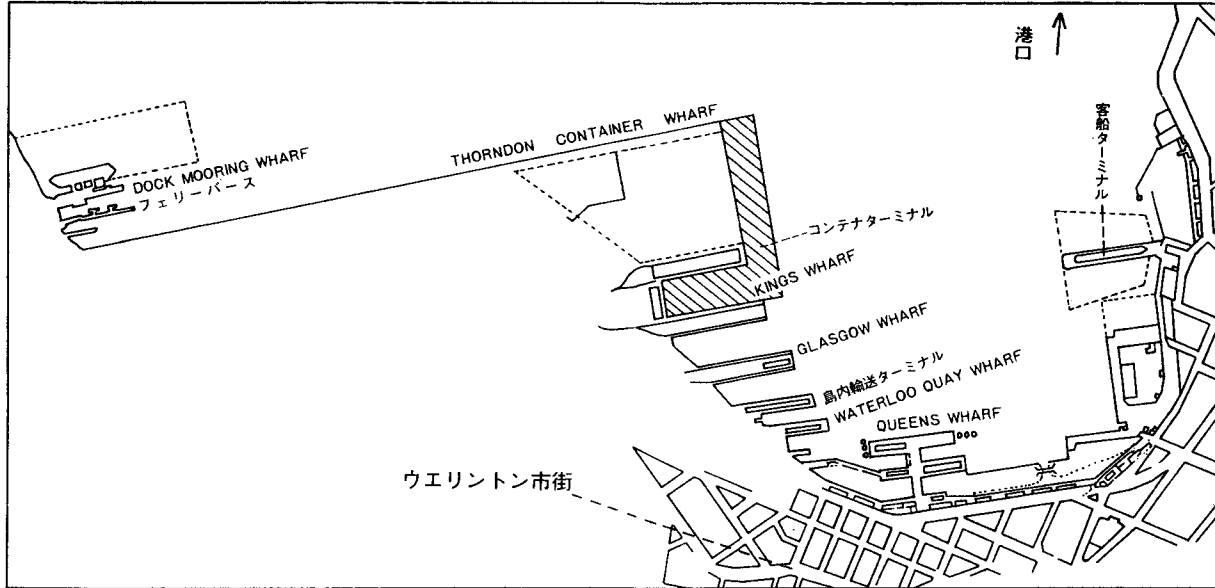 港口
客船ターミナル
THORNDON CONTAINER WHARF
DOCK MOORING WHARF
フェリーバース
コンテナターミナル
KINGS WHARF
GLASGOW WHARF
島内輸送ターミナル
WATERLOO QUAY WHARF
QUEENS WHARF
ウエリントン市街